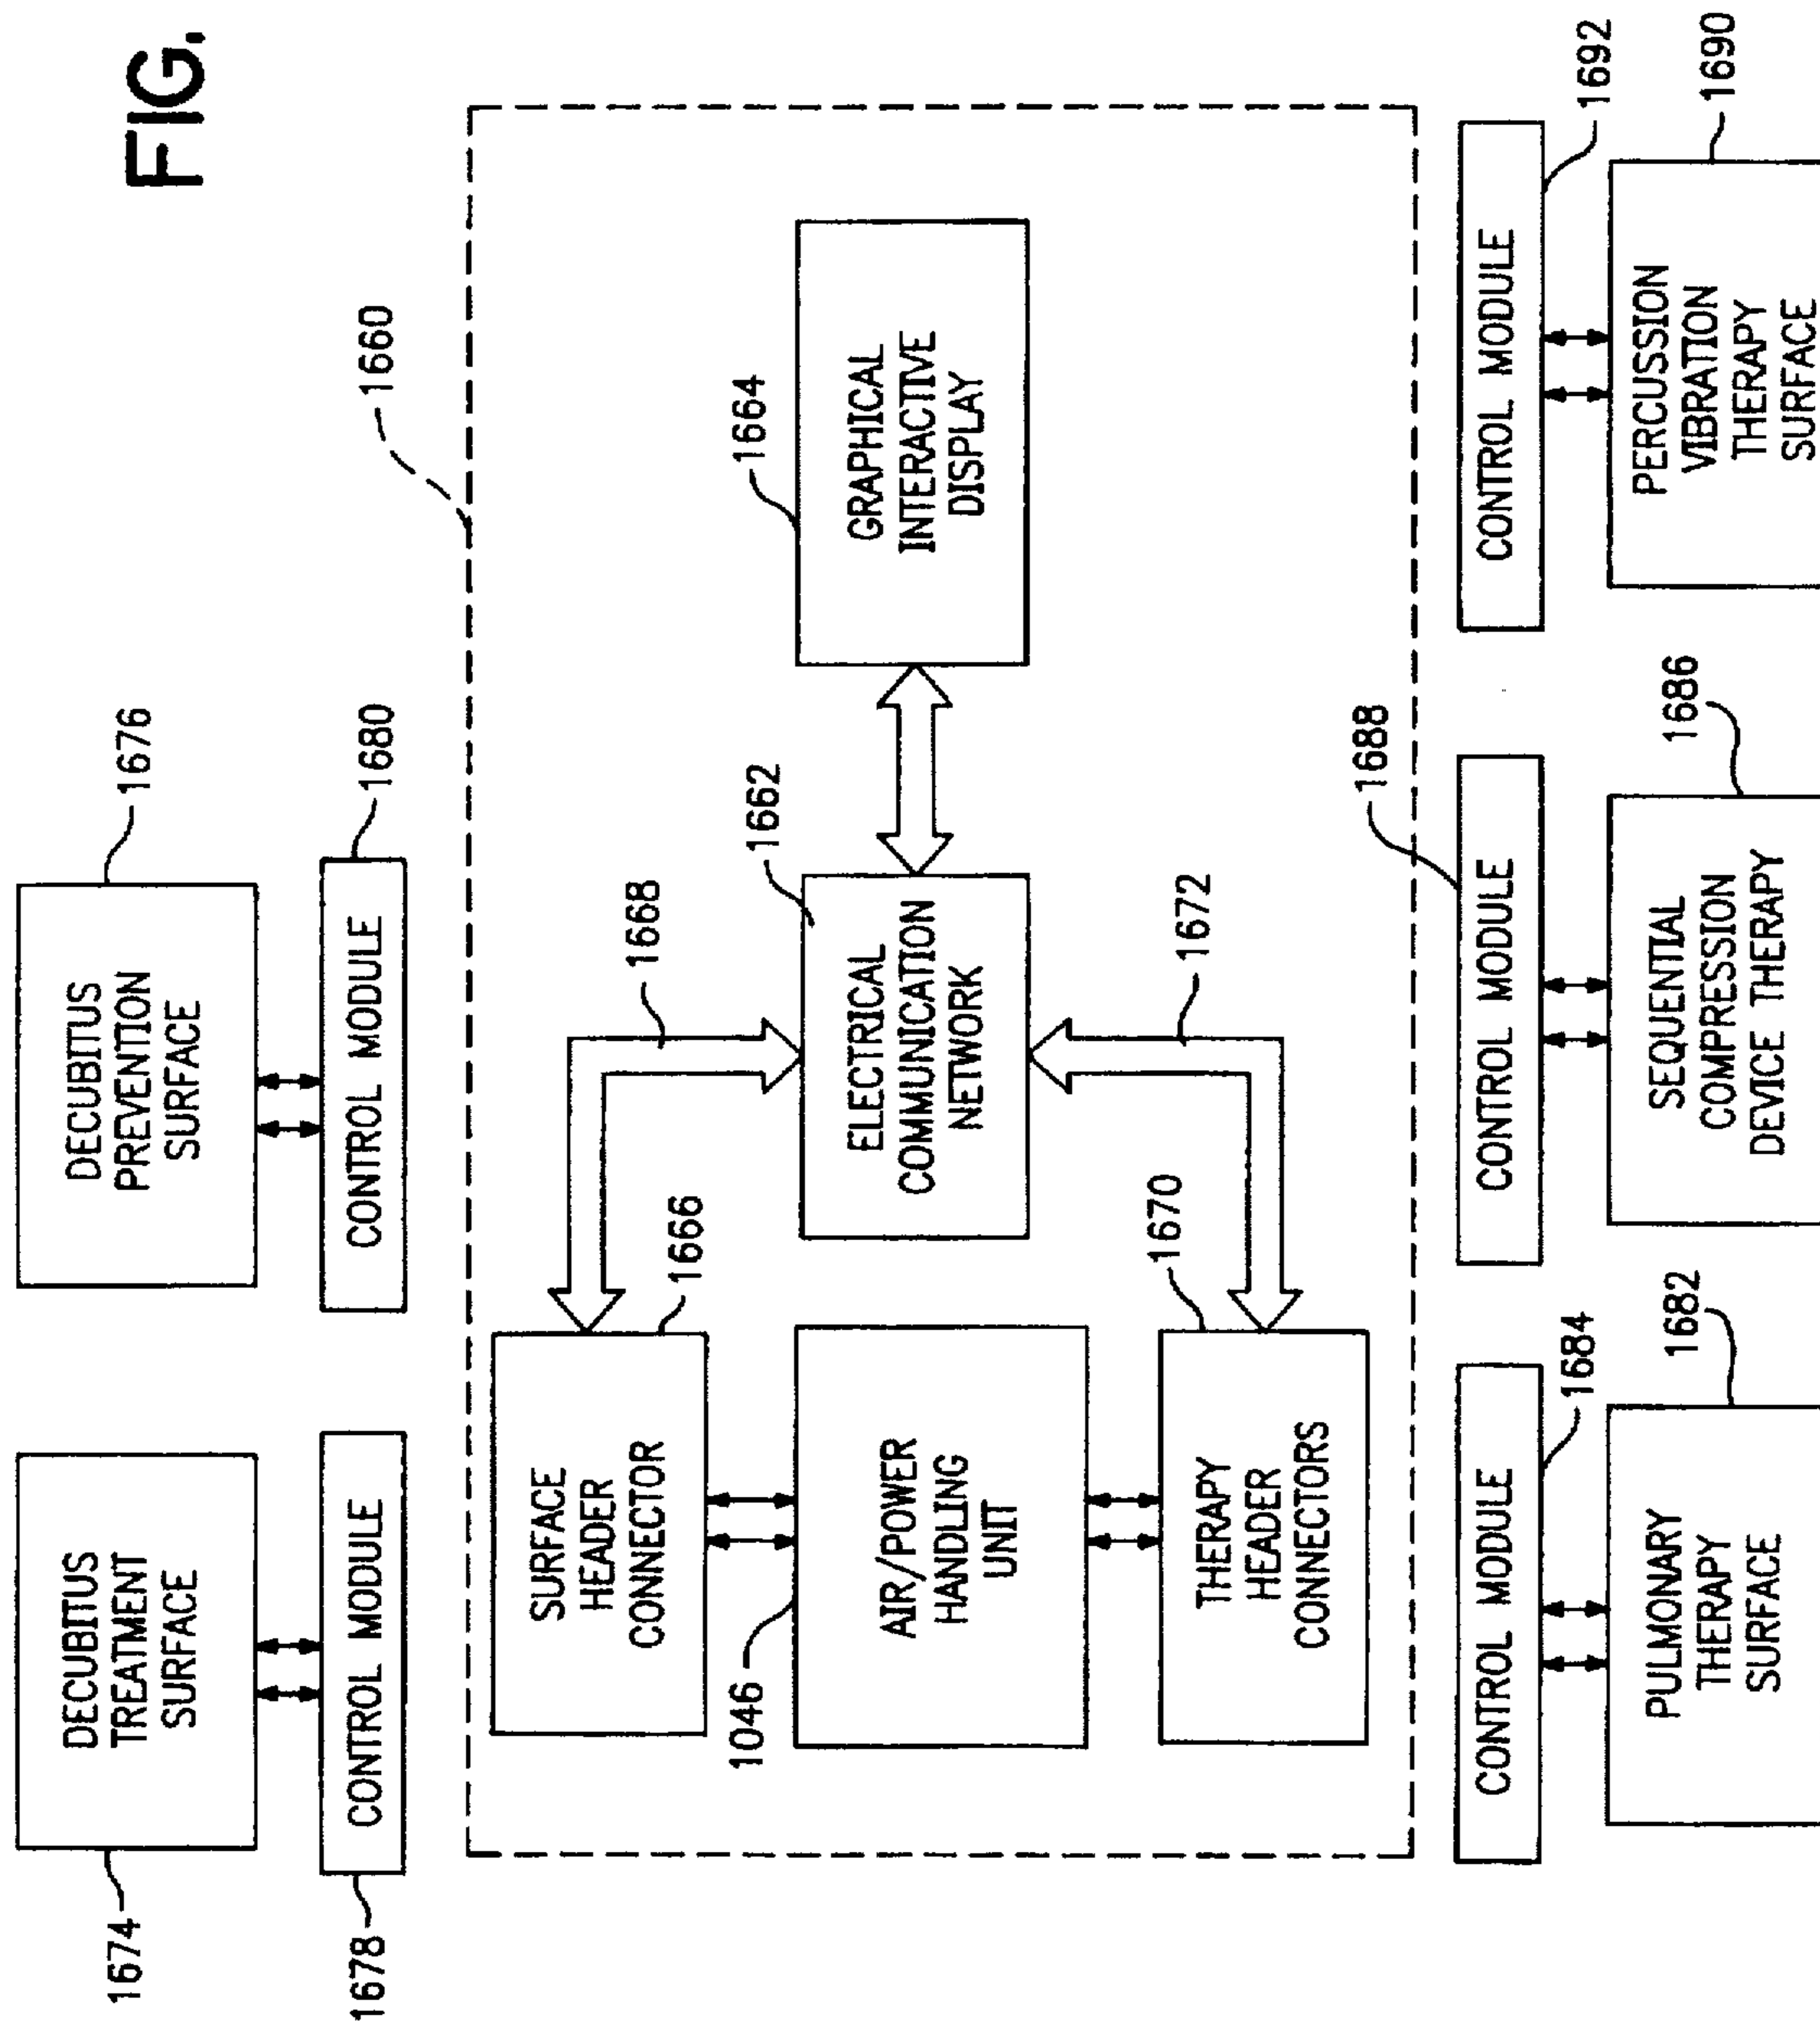 FIG.
DECUBITUS
TREATMENT
SURFACE
1674
CONTROL MODULE
1678
DECUBITUS
PREVENTION
SURFACE
1676
CONTROL MODULE
1680
1660
SURFACE
HEADER
CONNECTOR
1666
1668
AIR/POWER
HANDLING
UNIT
1046
ELECTRICAL
COMMUNICATION
NETWORK
1662
GRAPHICAL
INTERACTIVE
DISPLAY
1664
THERAPY
HEADER
CONNECTORS
1670
1672
CONTROL MODULE
1684
PULMONARY
THERAPY
SURFACE
1682
CONTROL MODULE
1688
SEQUENTIAL
COMPRESSION
DEVICE THERAPY
1686
CONTROL MODULE
1692
PERCUSSION
VIBRATION
THERAPY
SURFACE
1690